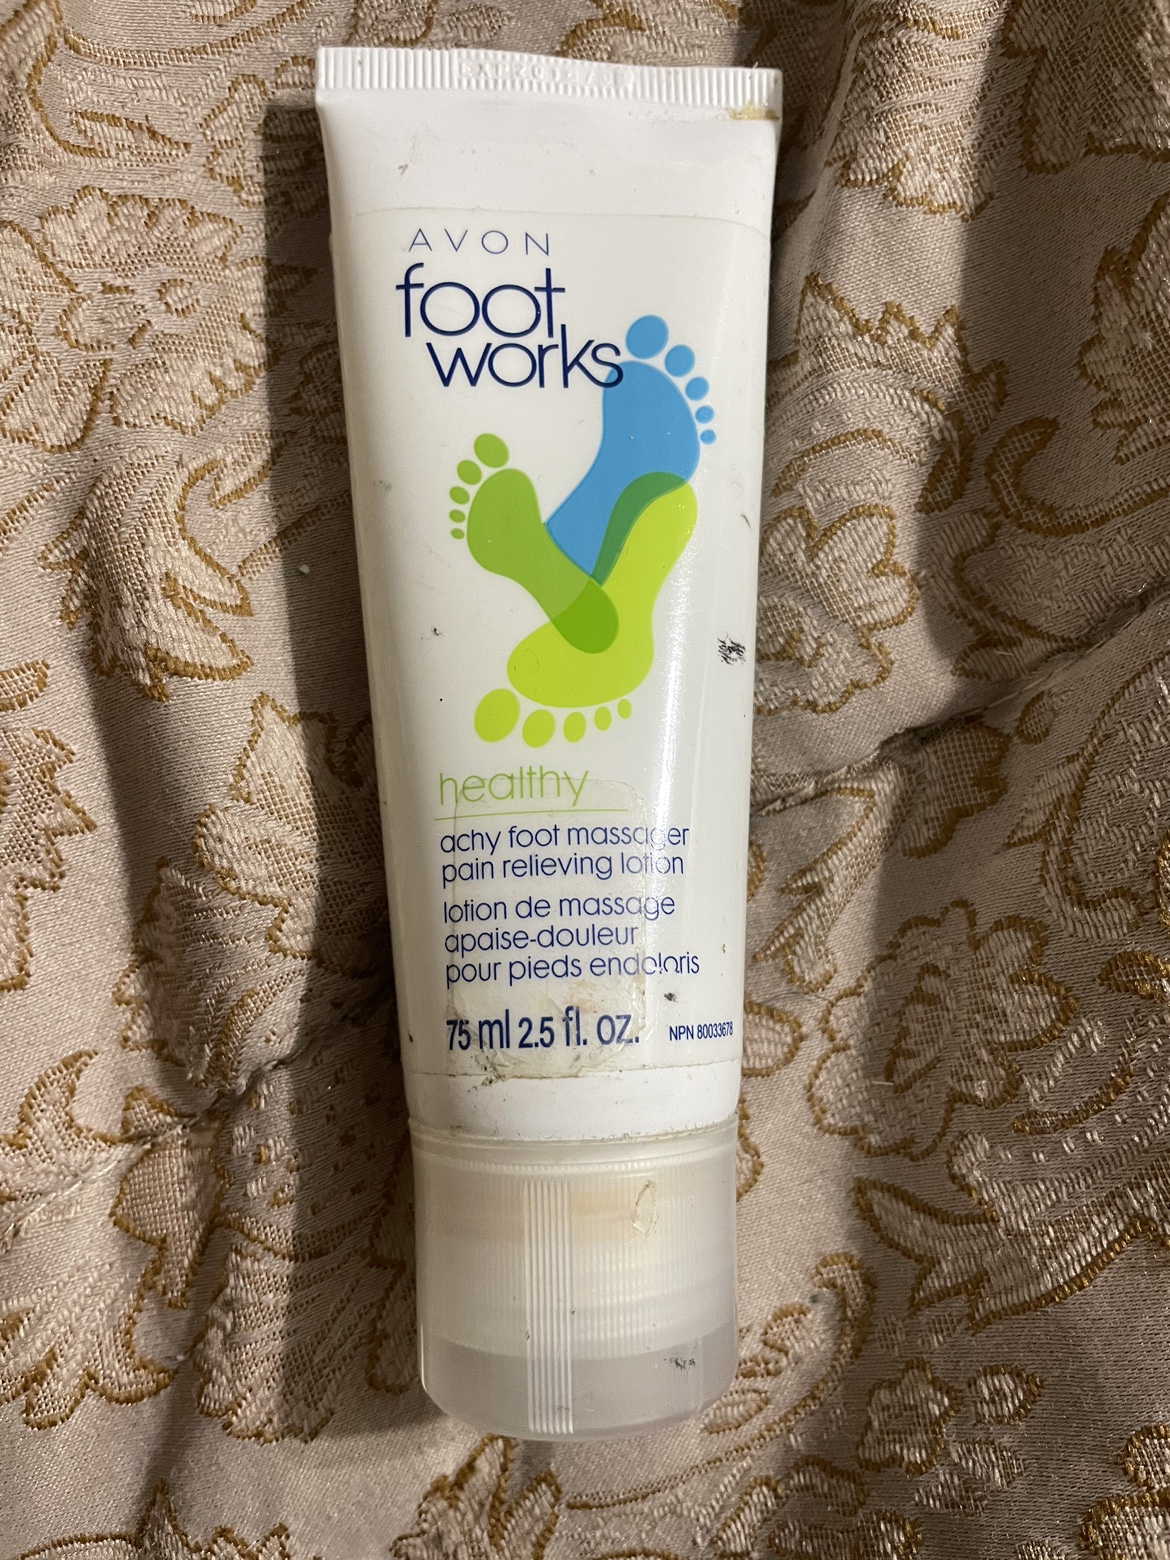 AVON
foot
works
healthy
achy foot massager
pain relieving lotion
lotion de massage
apaise-douleur
pour pieds endoloris
75 ml 2.5 fl. oz.
NPN 80033678